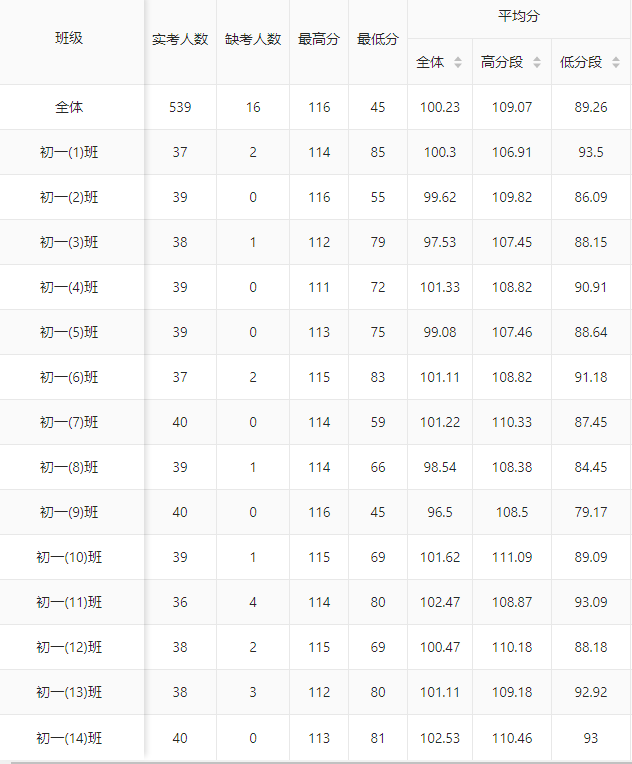 班级 实考人数 缺考人数 最高分 最低分 平均分
全体 高分段 低分段
全体 539 16 116 45 100.23 109.07 89.26
初一(1)班 37 2 114 85 100.3 106.91 93.5
初一(2)班 39 0 116 55 99.62 109.82 86.09
初一(3)班 38 1 112 79 97.53 107.45 88.15
初一(4)班 39 0 111 72 101.33 108.82 90.91
初一(5)班 39 0 113 75 99.08 107.46 88.64
初一(6)班 37 2 115 83 101.11 108.82 91.18
初一(7)班 40 0 114 59 101.22 110.33 87.45
初一(8)班 39 1 114 66 98.54 108.38 84.45
初一(9)班 40 0 116 45 96.5 108.5 79.17
初一(10)班 39 1 115 69 101.62 111.09 89.09
初一(11)班 36 4 114 80 102.47 108.87 93.09
初一(12)班 38 2 115 69 100.47 110.18 88.18
初一(13)班 38 3 112 80 101.11 109.18 92.92
初一(14)班 40 0 113 81 102.53 110.46 93